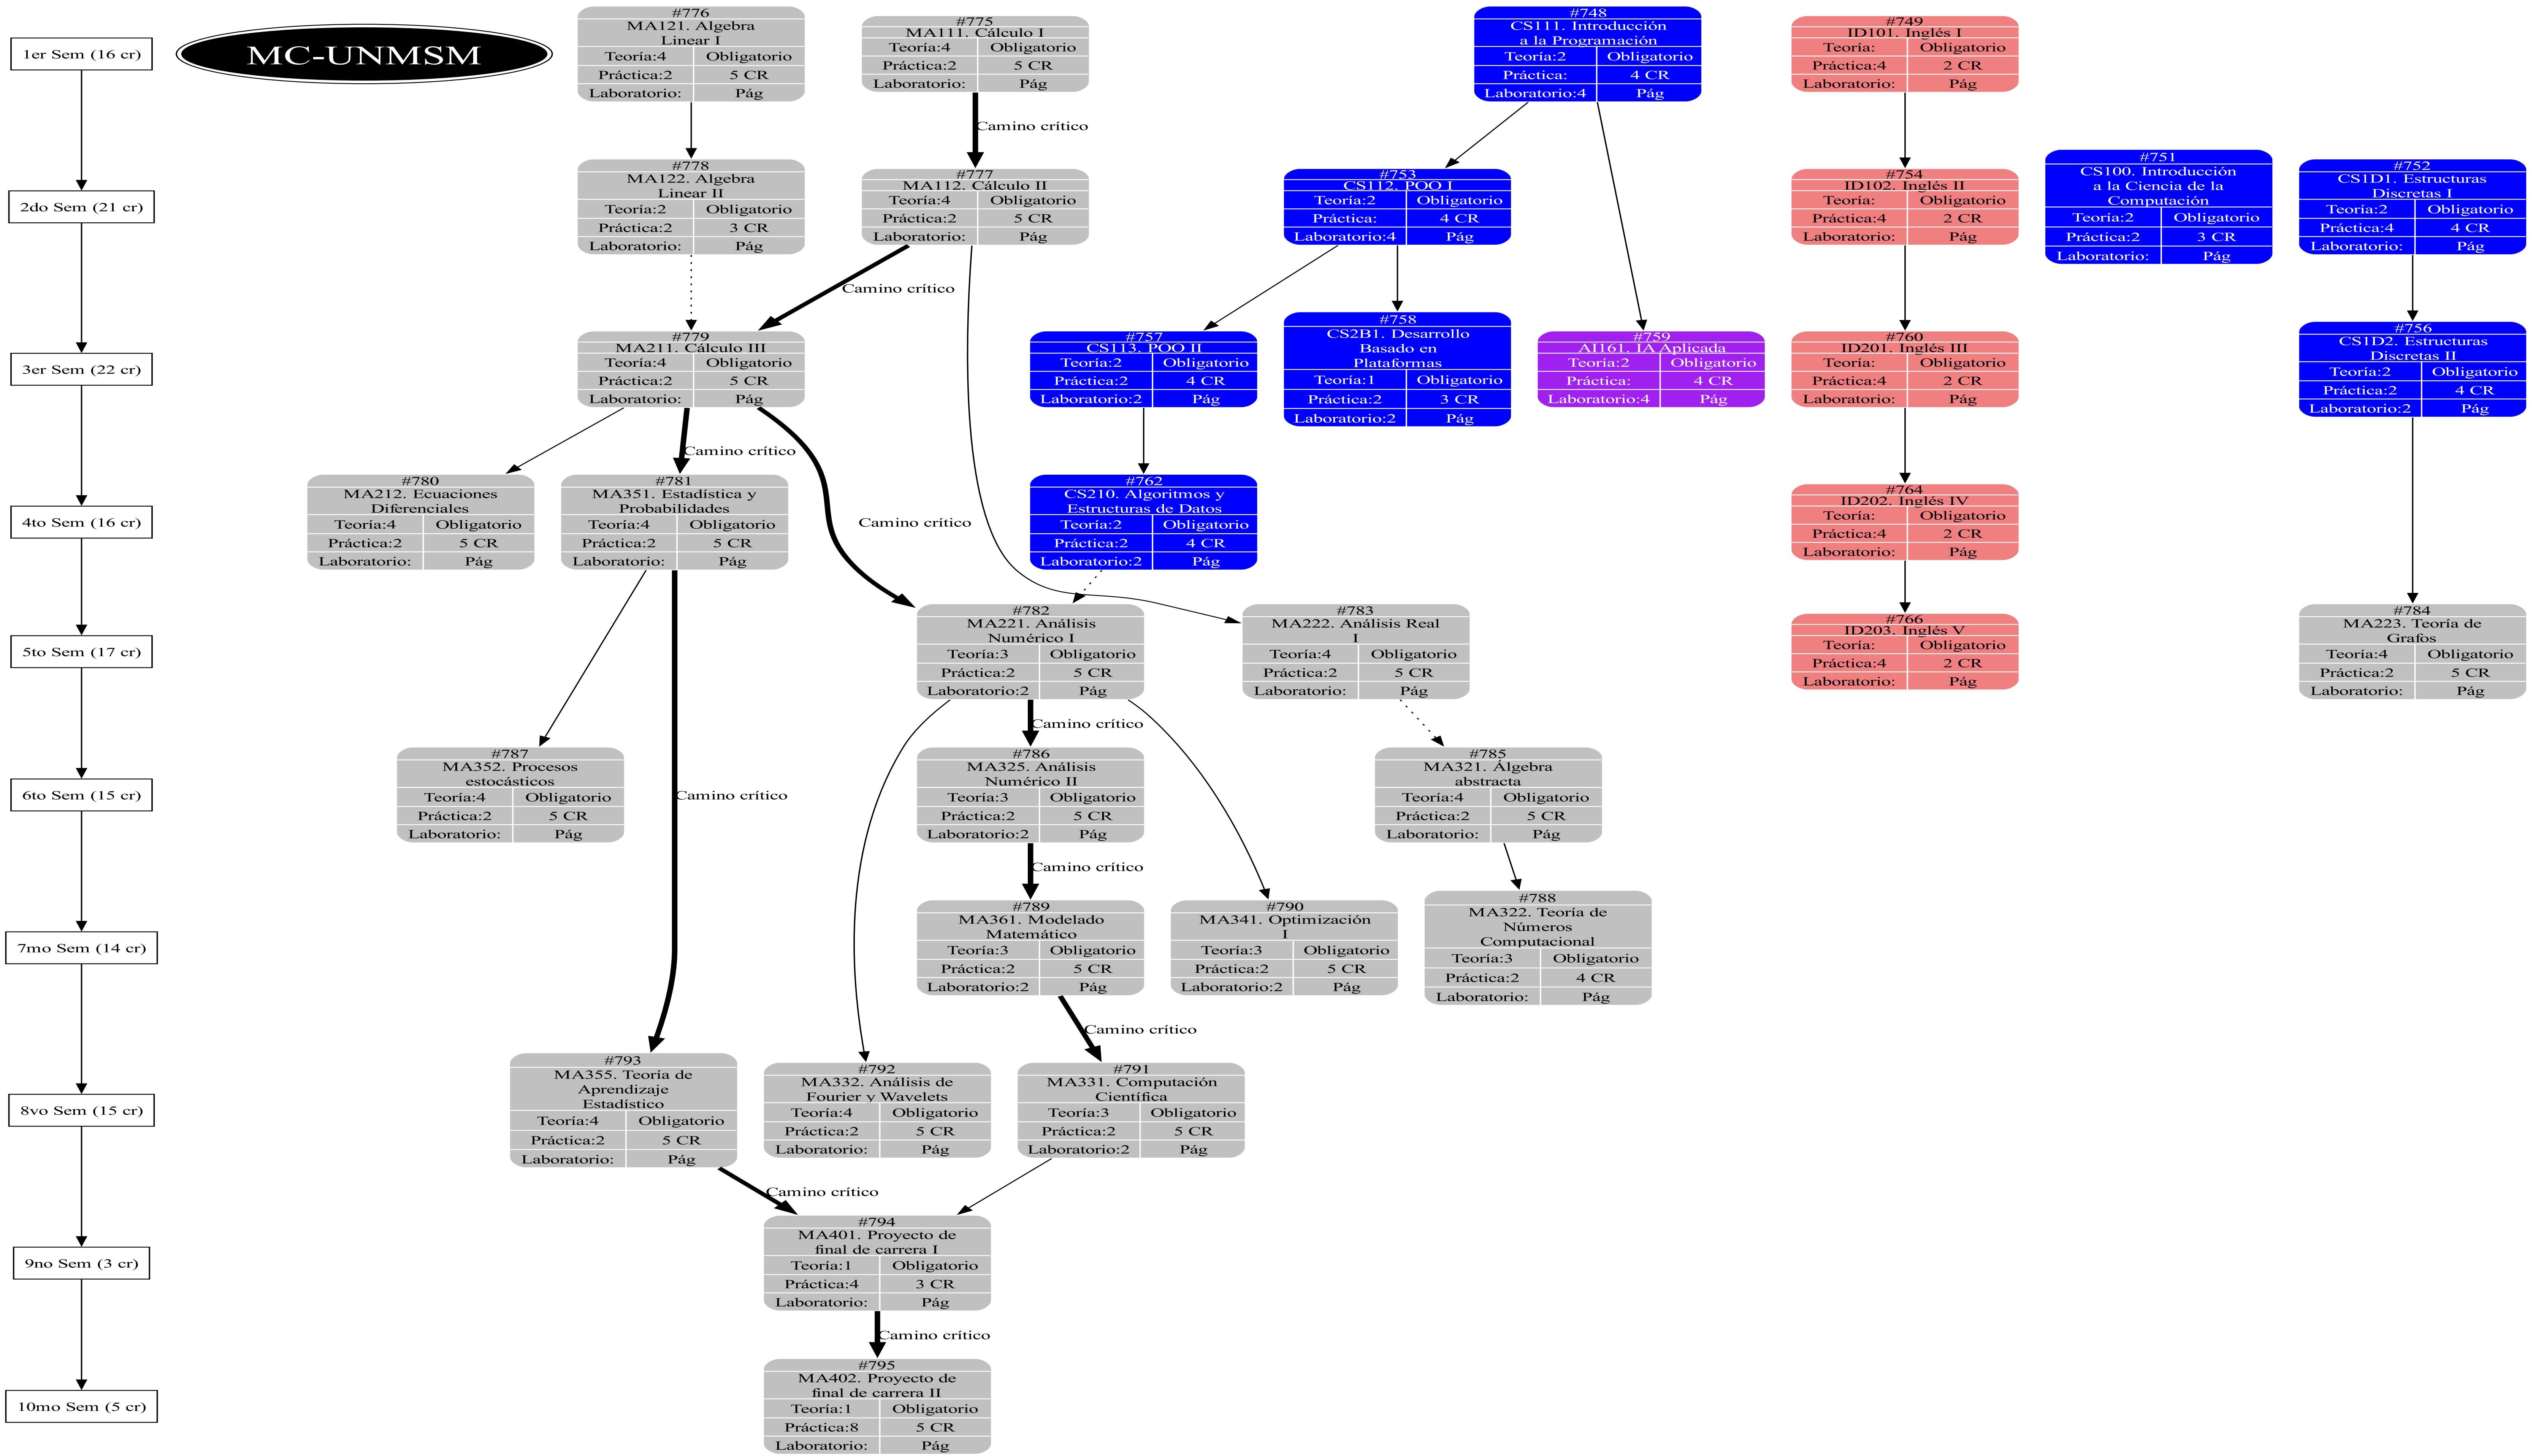 1er Sem (16 cr)
MC-UNMSM
#776
MA121. Algebra
Linear I
Teoría:4
Obligatorio
Práctica:2
5 CR
Laboratorio:
Pág
#775
MA111. Cálculo I
Teoría:4
Obligatorio
Práctica:2
5 CR
Laboratorio:
Pág
#748
CS111. Introducción
a la Programación
Teoría:2
Obligatorio
Práctica:
4 CR
Laboratorio:4
Pág
#749
ID101. Inglés I
Teoría:
Obligatorio
Práctica:4
2 CR
Laboratorio:
Pág
Camino crítico
2do Sem (21 cr)
#778
MA122. Algebra
Linear II
Teoría:2
Obligatorio
Práctica:2
3 CR
Laboratorio:
Pág
#777
MA112. Cálculo II
Teoría:4
Obligatorio
Práctica:2
5 CR
Laboratorio:
Pág
#753
CS112. POO I
Teoría:2
Obligatorio
Práctica:
4 CR
Laboratorio:4
Pág
#754
ID102. Inglés II
Teoría:
Obligatorio
Práctica:4
2 CR
Laboratorio:
Pág
#751
CS100. Introducción
a la Ciencia de la
Computación
Teoría:2
Obligatorio
Práctica:2
3 CR
Laboratorio:
Pág
#752
CS1D1. Estructuras
Discretas I
Teoría:2
Obligatorio
Práctica:4
4 CR
Laboratorio:
Pág
Camino crítico
3er Sem (22 cr)
#779
MA211. Cálculo III
Teoría:4
Obligatorio
Práctica:2
5 CR
Laboratorio:
Pág
#757
CS113. POO II
Teoría:2
Obligatorio
Práctica:2
4 CR
Laboratorio:2
Pág
#758
CS2B1. Desarrollo
Basado en
Plataformas
Teoría:1
Obligatorio
Práctica:2
3 CR
Laboratorio:2
Pág
#759
AI161. IA Aplicada
Teoría:2
Obligatorio
Práctica:
4 CR
Laboratorio:4
Pág
#760
ID201. Inglés III
Teoría:
Obligatorio
Práctica:4
2 CR
Laboratorio:
Pág
#756
CS1D2. Estructuras
Discretas II
Teoría:2
Obligatorio
Práctica:2
4 CR
Laboratorio:2
Pág
Camino crítico
4to Sem (16 cr)
#780
MA212. Ecuaciones
Diferenciales
Teoría:4
Obligatorio
Práctica:2
5 CR
Laboratorio:
Pág
#781
MA351. Estadística y
Probabilidades
Teoría:4
Obligatorio
Práctica:2
5 CR
Laboratorio:
Pág
Camino crítico
#762
CS210. Algoritmos y
Estructuras de Datos
Teoría:2
Obligatorio
Práctica:2
4 CR
Laboratorio:2
Pág
#764
ID202. Inglés IV
Teoría:
Obligatorio
Práctica:4
2 CR
Laboratorio:
Pág
5to Sem (17 cr)
#782
MA221. Análisis
Numérico I
Teoría:3
Obligatorio
Práctica:2
5 CR
Laboratorio:2
Pág
#783
MA222. Análisis Real
I
Teoría:4
Obligatorio
Práctica:2
5 CR
Laboratorio:
Pág
#766
ID203. Inglés V
Teoría:
Obligatorio
Práctica:4
2 CR
Laboratorio:
Pág
#784
MA223. Teoría de
Grafos
Teoría:4
Obligatorio
Práctica:2
5 CR
Laboratorio:
Pág
Camino crítico
6to Sem (15 cr)
#787
MA352. Procesos
estocásticos
Teoría:4
Obligatorio
Práctica:2
5 CR
Laboratorio:
Pág
Camino crítico
#786
MA325. Análisis
Numérico II
Teoría:3
Obligatorio
Práctica:2
5 CR
Laboratorio:2
Pág
#785
MA321. Álgebra
abstracta
Teoría:4
Obligatorio
Práctica:2
5 CR
Laboratorio:
Pág
Camino crítico
7mo Sem (14 cr)
#789
MA361. Modelado
Matemático
Teoría:3
Obligatorio
Práctica:2
5 CR
Laboratorio:2
Pág
#790
MA341. Optimización
I
Teoría:3
Obligatorio
Práctica:2
5 CR
Laboratorio:2
Pág
#788
MA322. Teoría de
Números
Computacional
Teoría:3
Obligatorio
Práctica:2
4 CR
Laboratorio:
Pág
Camino crítico
8vo Sem (15 cr)
#793
MA355. Teoría de
Aprendizaje
Estadístico
Teoría:4
Obligatorio
Práctica:2
5 CR
Laboratorio:
Pág
#792
MA332. Análisis de
Fourier y Wavelets
Teoría:4
Obligatorio
Práctica:2
5 CR
Laboratorio:
Pág
#791
MA331. Computación
Científica
Teoría:3
Obligatorio
Práctica:2
5 CR
Laboratorio:2
Pág
Camino crítico
9no Sem (3 cr)
#794
MA401. Proyecto de
final de carrera I
Teoría:1
Obligatorio
Práctica:4
3 CR
Laboratorio:
Pág
Camino crítico
10mo Sem (5 cr)
#795
MA402. Proyecto de
final de carrera II
Teoría:1
Obligatorio
Práctica:8
5 CR
Laboratorio:
Pág